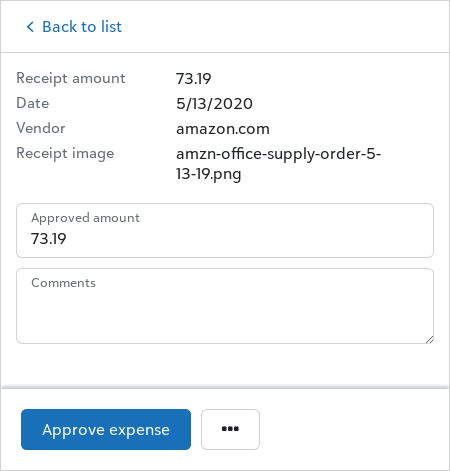 Back to list
Receipt amount 73.19
Date 5/13/2020
Vendor amazon.com
Receipt image amzn-office-supply-order-5-
13-19.png
Approved amount
73.19
Comments
Approve expense •••